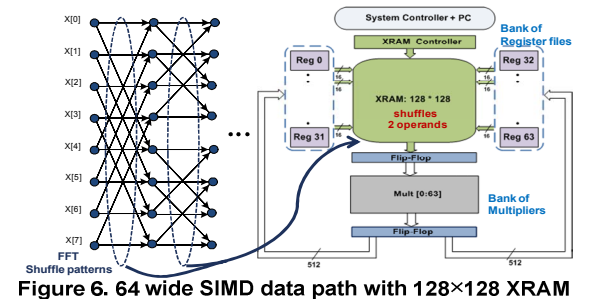 X[0]
X[1]
X[2]
X[3]
X[4]
X[5]
X[6]
X[7]
FFT
Shuffle patterns
System Controller + PC
XRAM Controller
Bank of
Register files
Reg 0
Reg 31
16
16
16
XRAM: 128 * 128
shuffles
2 operands
16
16
16
Reg 32
Reg 63
Flip-Flop
Mult [0:63]
Bank of
Multipliers
Flip-Flop
512
512
Figure 6. 64 wide SIMD data path with 128×128 XRAM